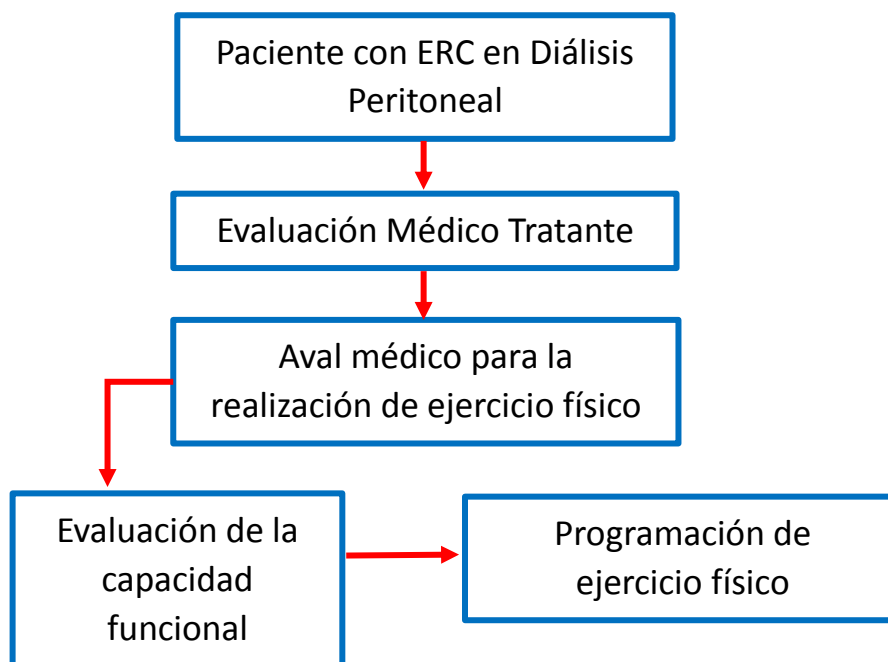 Paciente con ERC en Diálisis
Peritoneal
Evaluación Médico Tratante
Aval médico para la
realización de ejercicio físico
Evaluación de la
capacidad
funcional
Programación de
ejercicio físico